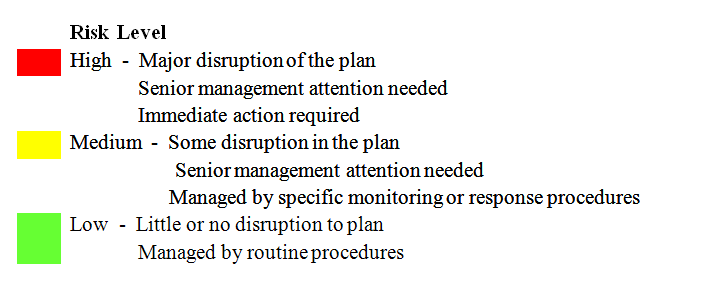 Risk Level
High - Major disruption of the plan
Senior management attention needed
Immediate action required
Medium - Some disruption in the plan
Senior management attention needed
Managed by specific monitoring or response procedures
Low - Little or no disruption to plan
Managed by routine procedures